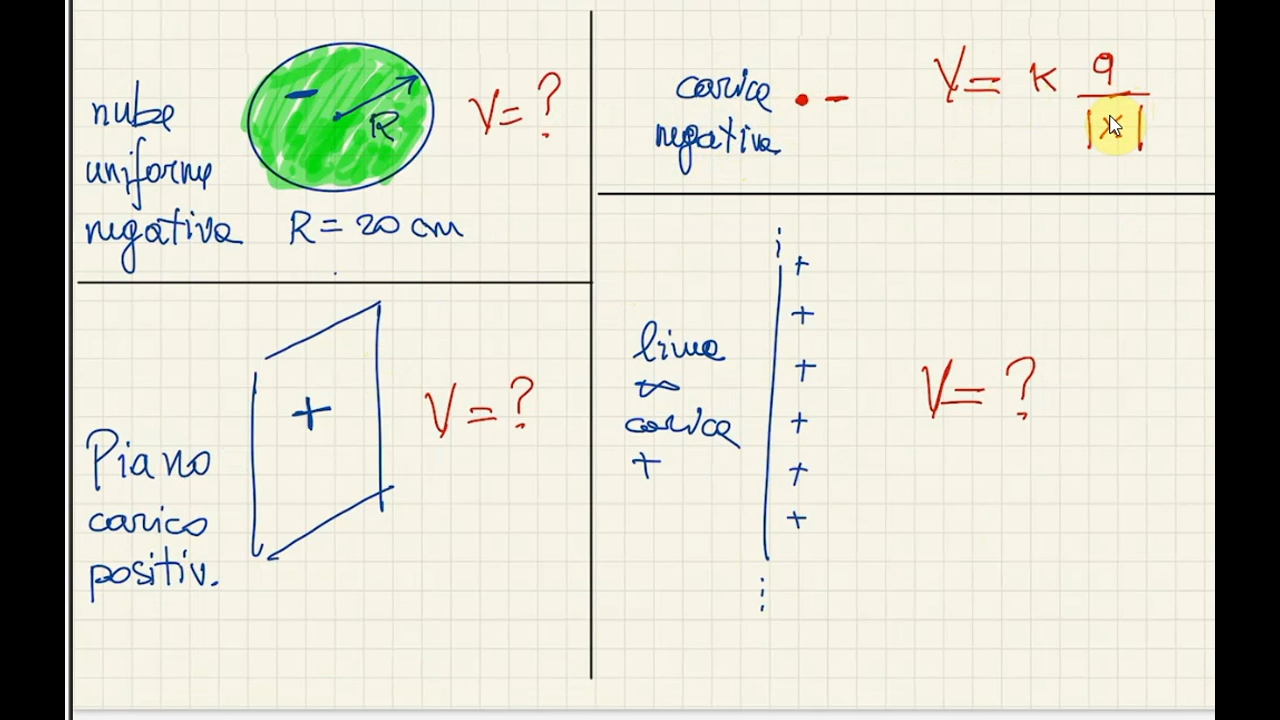 nube
uniforme
negativa
-
R
R = 20 cm
V = ?
carica
negativa
-
V = K q
|x|
Piano
carico
positiv.
+
V = ?
linea
∞
carica
+
+
+
+
+
+
+
V = ?